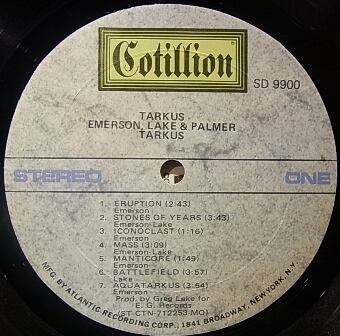 Cotillion
SD 9900
TARKUS
EMERSON, LAKE & PALMER
TARKUS
STEREO ONE
1. ERUPTION (2:43)
Emerson
2. STONES OF YEARS (3:43)
Emerson-Lake
3. ICONOCLAST (1:16)
Emerson
4. MASS (3:09)
Emerson-Lake
5. MANTICORE (1:49)
Emerson
6. BATTLEFIELD (3:57)
Lake
7. AQUATARKUS (3:54)
Emerson
Prod. by Greg Lake for
E. G. Records
(ST-CTN-712253-MO)
MFG. BY ATLANTIC RECORDING CORP., 1841 BROADWAY, NEW YORK, N.Y.